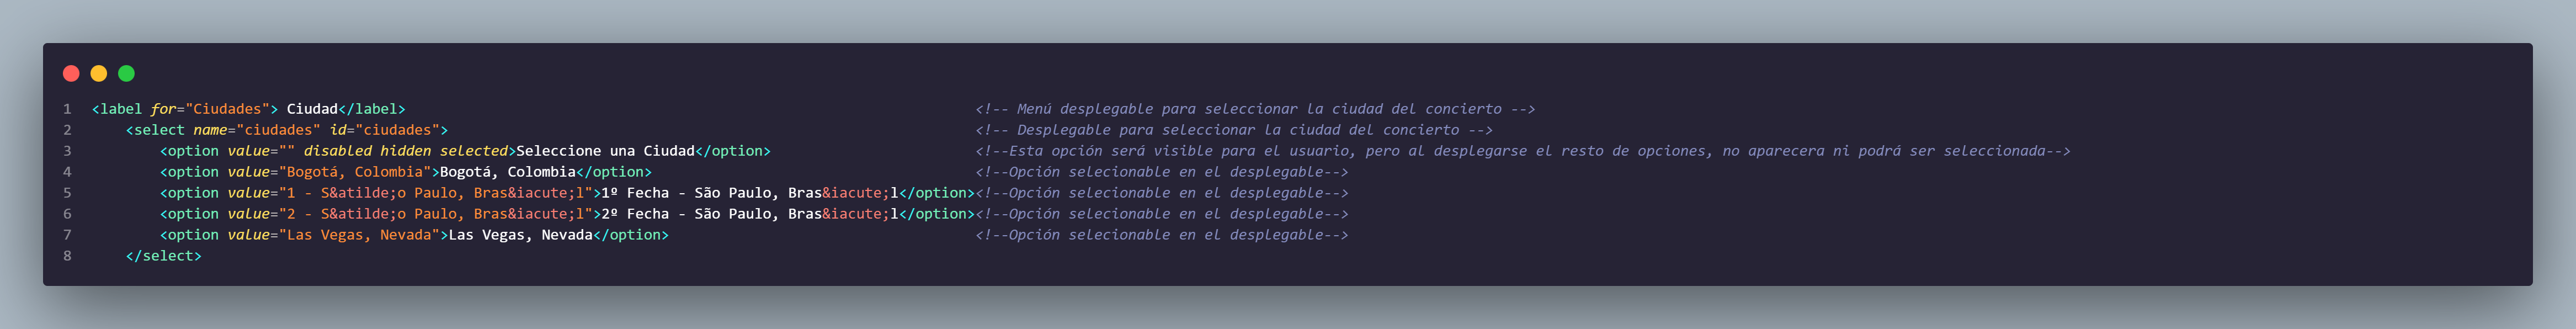 1 <label for="Ciudades"> Ciudad</label> <!-- Menú desplegable para seleccionar la ciudad del concierto -->
2 <select name="ciudades" id="ciudades"> <!-- Desplegable para seleccionar la ciudad del concierto -->
3 <option value="" disabled hidden selected>Seleccione una Ciudad</option> <!--Esta opción será visible para el usuario, pero al desplegarse el resto de opciones, no aparecera ni podrá ser seleccionada-->
4 <option value="Bogotá, Colombia">Bogotá, Colombia</option> <!--Opción selecionable en el desplegable-->
5 <option value="1 - S&atilde;o Paulo, Bras&iacute;l">1º Fecha - São Paulo, Bras&iacute;l</option><!--Opción selecionable en el desplegable-->
6 <option value="2 - S&atilde;o Paulo, Bras&iacute;l">2º Fecha - São Paulo, Bras&iacute;l</option><!--Opción selecionable en el desplegable-->
7 <option value="Las Vegas, Nevada">Las Vegas, Nevada</option> <!--Opción selecionable en el desplegable-->
8 </select>